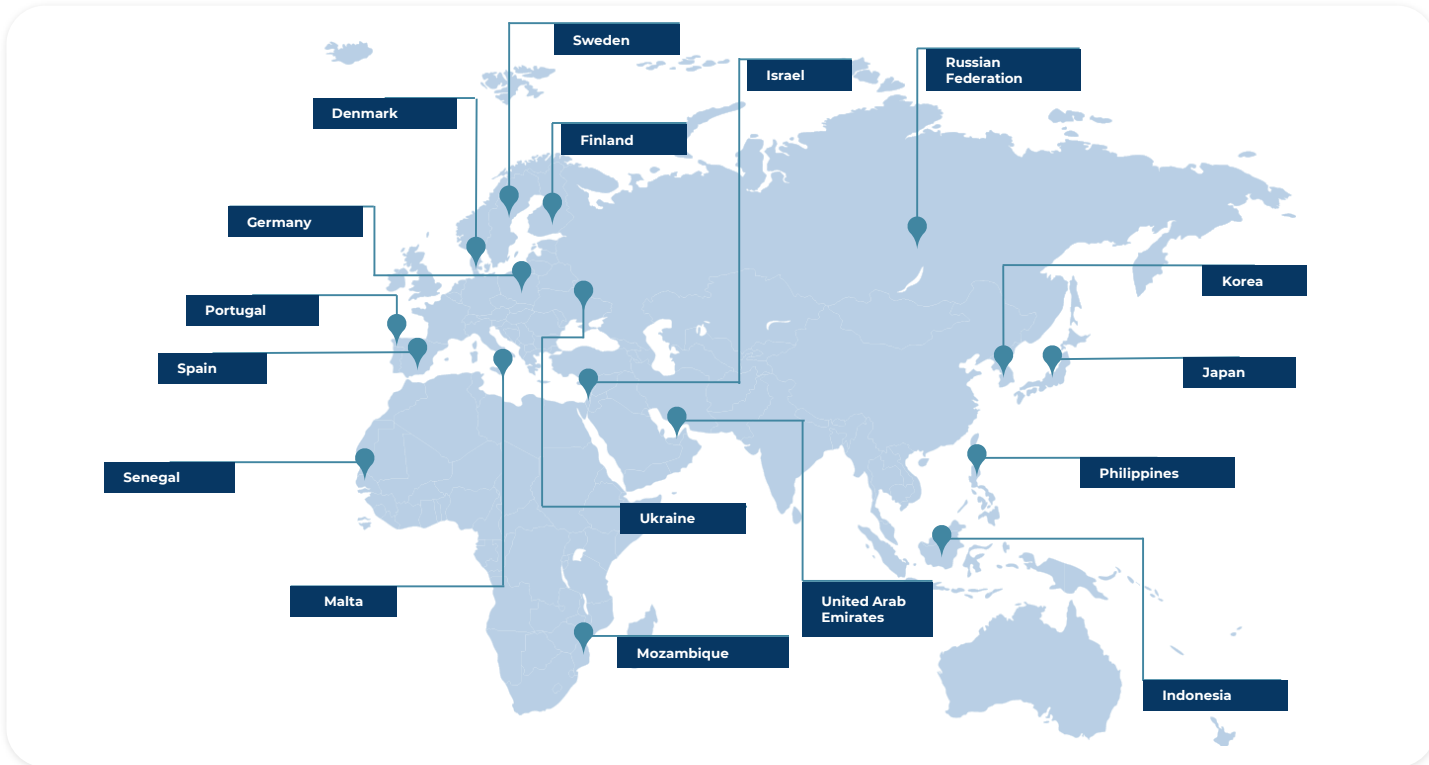 Sweden
Israel
Russian
Federation
Denmark
Finland
Germany
Korea
Portugal
Spain
Japan
Senegal
Philippines
Ukraine
Malta
United Arab
Emirates
Mozambique
Indonesia